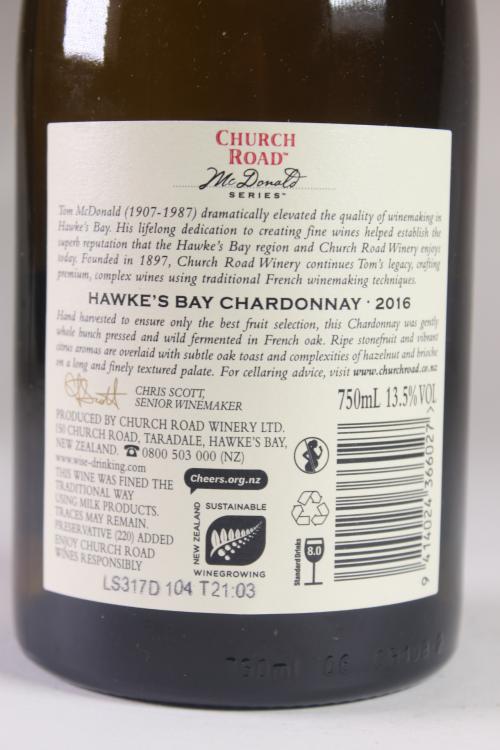 CHURCH
ROAD™
McDonald
SERIES™
Tom McDonald (1907-1987) dramatically elevated the quality of winemaking in
Hawke's Bay. His lifelong dedication to creating fine wines helped establish the
superb reputation that the Hawke's Bay region and Church Road Winery enjoys
today. Founded in 1897, Church Road Winery continues Tom's legacy, crafting
premium, complex wines using traditional French winemaking techniques.
HAWKE'S BAY CHARDONNAY · 2016
Hand harvested to ensure only the best fruit selection, this Chardonnay was gently
whole bunch pressed and wild fermented in French oak. Ripe stonefruit and vibrant
citrus aromas are overlaid with subtle oak toast and complexities of hazelnut and brioche
on a long and finely textured palate. For cellaring advice, visit www.churchroad.co.nz
CHRIS SCOTT,
SENIOR WINEMAKER
750mL 13.5%VOL
PRODUCED BY CHURCH ROAD WINERY LTD.
150 CHURCH ROAD, TARADALE, HAWKE'S BAY,
NEW ZEALAND. ☎ 0800 503 000 (NZ)
www.wise-drinking.com
THIS WINE WAS FINED THE
TRADITIONAL WAY
USING MILK PRODUCTS.
TRACES MAY REMAIN.
PRESERVATIVE (220) ADDED
ENJOY CHURCH ROAD
WINES RESPONSIBLY
Cheers.org.nz
NEW ZEALAND
SUSTAINABLE
WINEGROWING
Standard Drinks
8.0
9 414024 366027 >
LS317D 104 T21:03
750ml 06